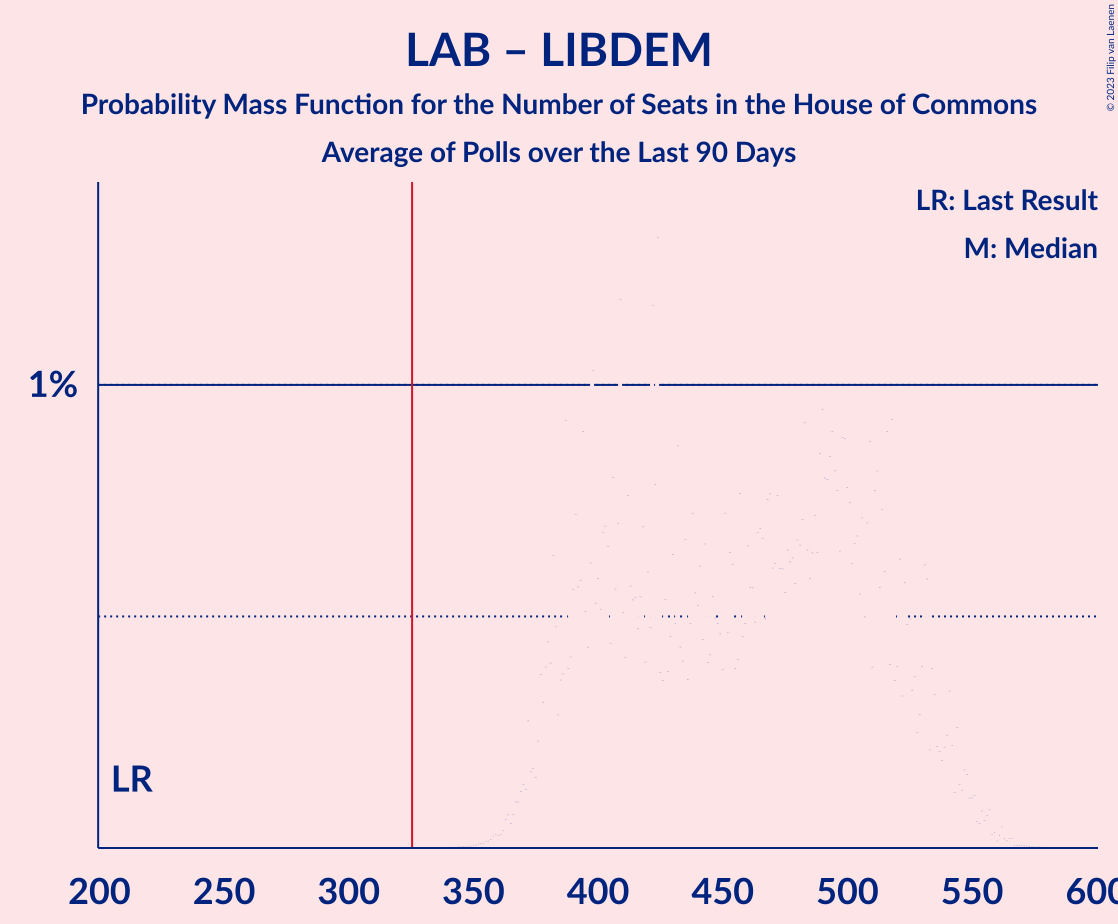 LAB – LIBDEM
Probability Mass Function for the Number of Seats in the House of Commons
Average of Polls over the Last 90 Days
© 2023 Filip van Laenen
LR: Last Result
M: Median
1%
LR
200 250 300 350 400 450 500 550 600